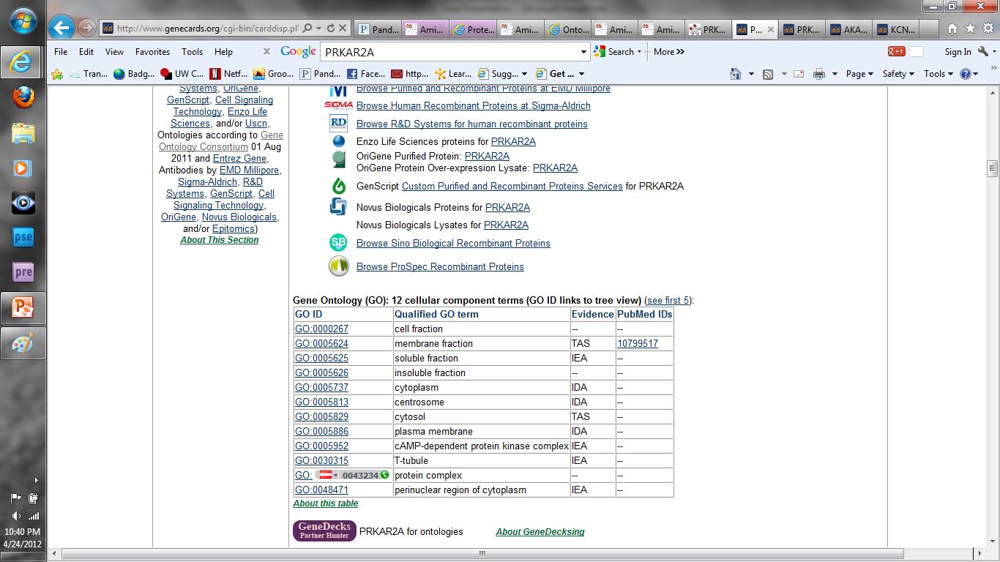 http://www.genecards.org/cgi-bin/carddisp.pl
Pand...
Ami...
Prote...
Ami...
Onto...
Ami...
Ami...
PRK...
P...
PRK...
AKA...
KCN...
File Edit View Favorites Tools Help
Google PRKAR2A Search More »
+1 Sign In
Tran... Badg... UW C... Netf... Groo... Pand... Face... http... Lear... Sugg... Get ...
Page Safety Tools
Systems, OriGene,
GenScript, Cell Signaling
Technology, Enzo Life
Sciences, and/or Uscn,
Ontologies according to Gene
Ontology Consortium 01 Aug
2011 and Entrez Gene,
Antibodies by EMD Millipore,
Sigma-Aldrich, R&D
Systems, GenScript, Cell
Signaling Technology,
OriGene, Novus Biologicals,
and/or Epitomics)
About This Section
Browse Purified and Recombinant Proteins at EMD Millipore
SIGMA Browse Human Recombinant Proteins at Sigma-Aldrich
R&D Browse R&D Systems for human recombinant proteins
Enzo Life Sciences proteins for PRKAR2A
OriGene Purified Protein: PRKAR2A
OriGene Protein Over-expression Lysate: PRKAR2A
GenScript Custom Purified and Recombinant Proteins Services for PRKAR2A
Novus Biologicals Proteins for PRKAR2A
Novus Biologicals Lysates for PRKAR2A
SB Browse Sino Biological Recombinant Proteins
Browse ProSpec Recombinant Proteins
Gene Ontology (GO): 12 cellular component terms (GO ID links to tree view) (see first 5):
GO ID Qualified GO term Evidence PubMed IDs
GO:0000267 cell fraction -- --
GO:0005624 membrane fraction TAS 10799517
GO:0005625 soluble fraction IEA --
GO:0005626 insoluble fraction -- --
GO:0005737 cytoplasm IDA --
GO:0005813 centrosome IDA --
GO:0005829 cytosol TAS --
GO:0005886 plasma membrane IDA --
GO:0005952 cAMP-dependent protein kinase complex IEA --
GO:0030315 T-tubule IEA --
GO: 0043234 protein complex -- --
GO:0048471 perinuclear region of cytoplasm IEA --
About this table
GeneDecks
Partner Hunter
PRKAR2A for ontologies About GeneDecksing
pse
pre
10:40 PM
4/24/2012